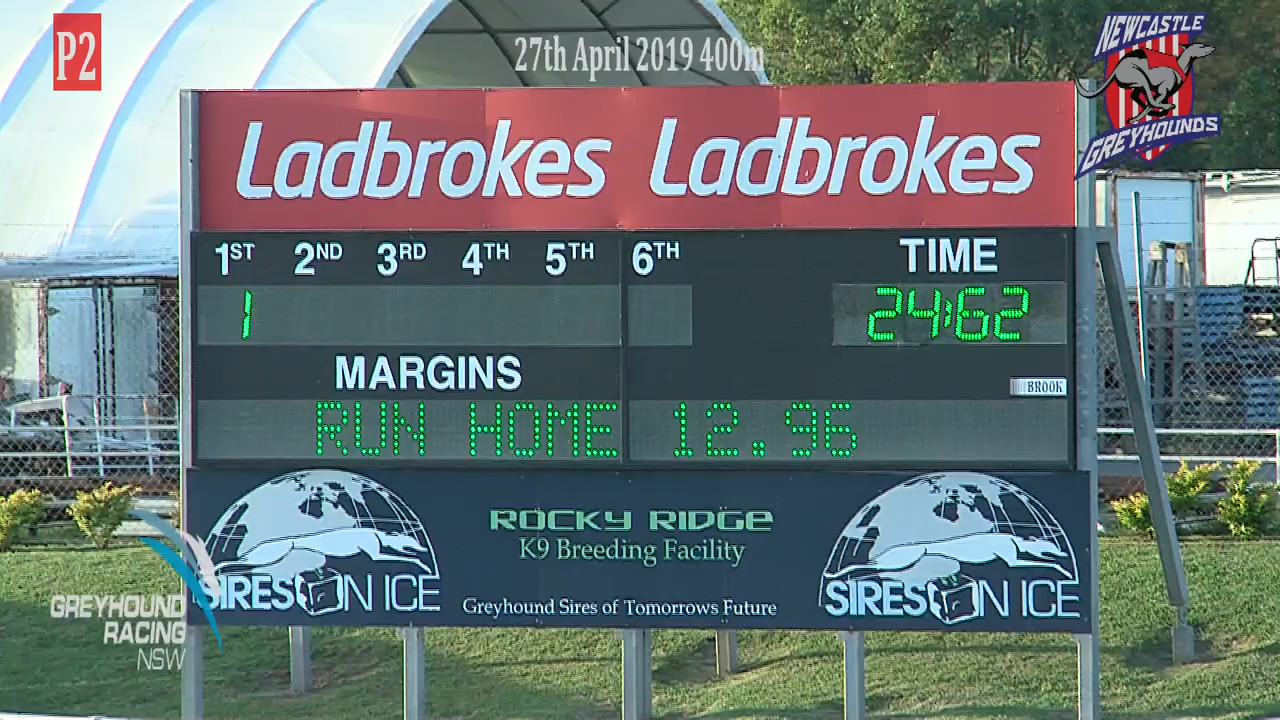 P2
27th April 2019 400m
NEWCASTLE
GREYHOUNDS
Ladbrokes Ladbrokes
1ST 2ND 3RD 4TH 5TH 6TH TIME
1 24:62
MARGINS
BROOK
RUN HOME 12.96
ROCKY RIDGE
K9 Breeding Facility
SIRES ON ICE
Greyhound Sires of Tomorrows Future
SIRES ON ICE
GREYHOUND
RACING
NSW